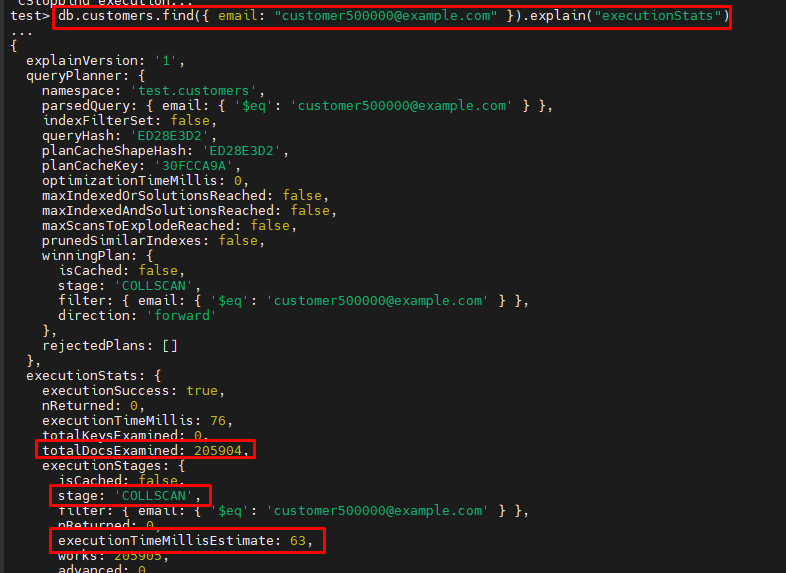 ^CStopping execution...
test> db.customers.find({ email: "customer500000@example.com" }).explain("executionStats")
...
{
  explainVersion: '1',
  queryPlanner: {
    namespace: 'test.customers',
    parsedQuery: { email: { '$eq': 'customer500000@example.com' } },
    indexFilterSet: false,
    queryHash: 'ED28E3D2',
    planCacheShapeHash: 'ED28E3D2',
    planCacheKey: '30FCCA9A',
    optimizationTimeMillis: 0,
    maxIndexedOrSolutionsReached: false,
    maxIndexedAndSolutionsReached: false,
    maxScansToExplodeReached: false,
    prunedSimilarIndexes: false,
    winningPlan: {
      isCached: false,
      stage: 'COLLSCAN',
      filter: { email: { '$eq': 'customer500000@example.com' } },
      direction: 'forward'
    },
    rejectedPlans: []
  },
  executionStats: {
    executionSuccess: true,
    nReturned: 0,
    executionTimeMillis: 76,
    totalKeysExamined: 0,
    totalDocsExamined: 205904,
    executionStages: {
      isCached: false,
      stage: 'COLLSCAN',
      filter: { email: { '$eq': 'customer500000@example.com' } },
      nReturned: 0,
      executionTimeMillisEstimate: 63,
      works: 205905,
      advanced: 0,